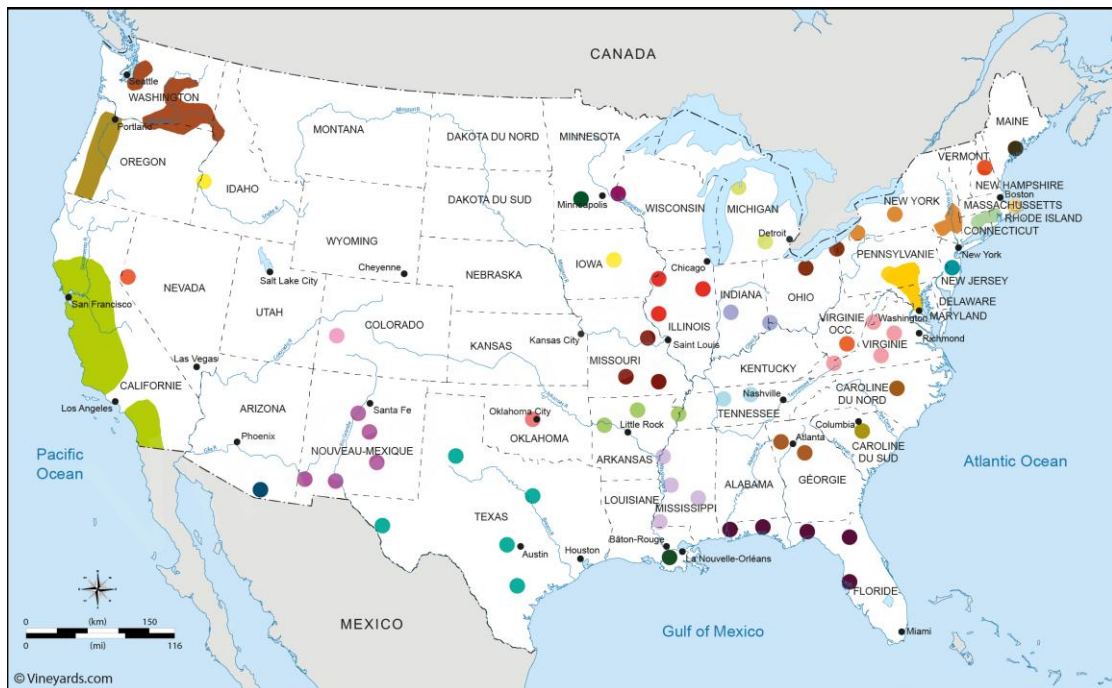 CANADA
Seattle
WASHINGTON
Portland
OREGON
IDAHO
MONTANA
DAKOTA DU NORD
MINNESOTA
Minneapolis
DAKOTA DU SUD
WISCONSIN
MICHIGAN
Detroit
MAINE
VERMONT
NEW HAMPSHIRE
Boston
MASSACHUSETTS
RHODE ISLAND
CONNECTICUT
NEW YORK
New York
PENNSYLVANIE
NEW JERSEY
DELAWARE
MARYLAND
Washington
WYOMING
Cheyenne
NEBRASKA
IOWA
Chicago
INDIANA
OHIO
ILLINOIS
VIRGINIE
OCC.
VIRGINIE
Richmond
NEVADA
Salt Lake City
UTAH
COLORADO
KANSAS
Kansas City
Saint Louis
MISSOURI
KENTUCKY
San Francisco
CALIFORNIE
Las Vegas
Los Angeles
ARIZONA
Phoenix
Santa Fe
NOUVEAU-MEXIQUE
Oklahoma City
OKLAHOMA
Little Rock
ARKANSAS
Nashville
TENNESSEE
CAROLINE
DU NORD
Columbia
CAROLINE
DU SUD
Atlanta
GÉORGIE
ALABAMA
MISSISSIPPI
LOUISIANE
TEXAS
Austin
Houston
Bâton-Rouge
La Nouvelle-Orléans
FLORIDE
Miami
Pacific
Ocean
Atlantic Ocean
Gulf of Mexico
MEXICO
0 (km) 150
0 (mi) 116
© Vineyards.com